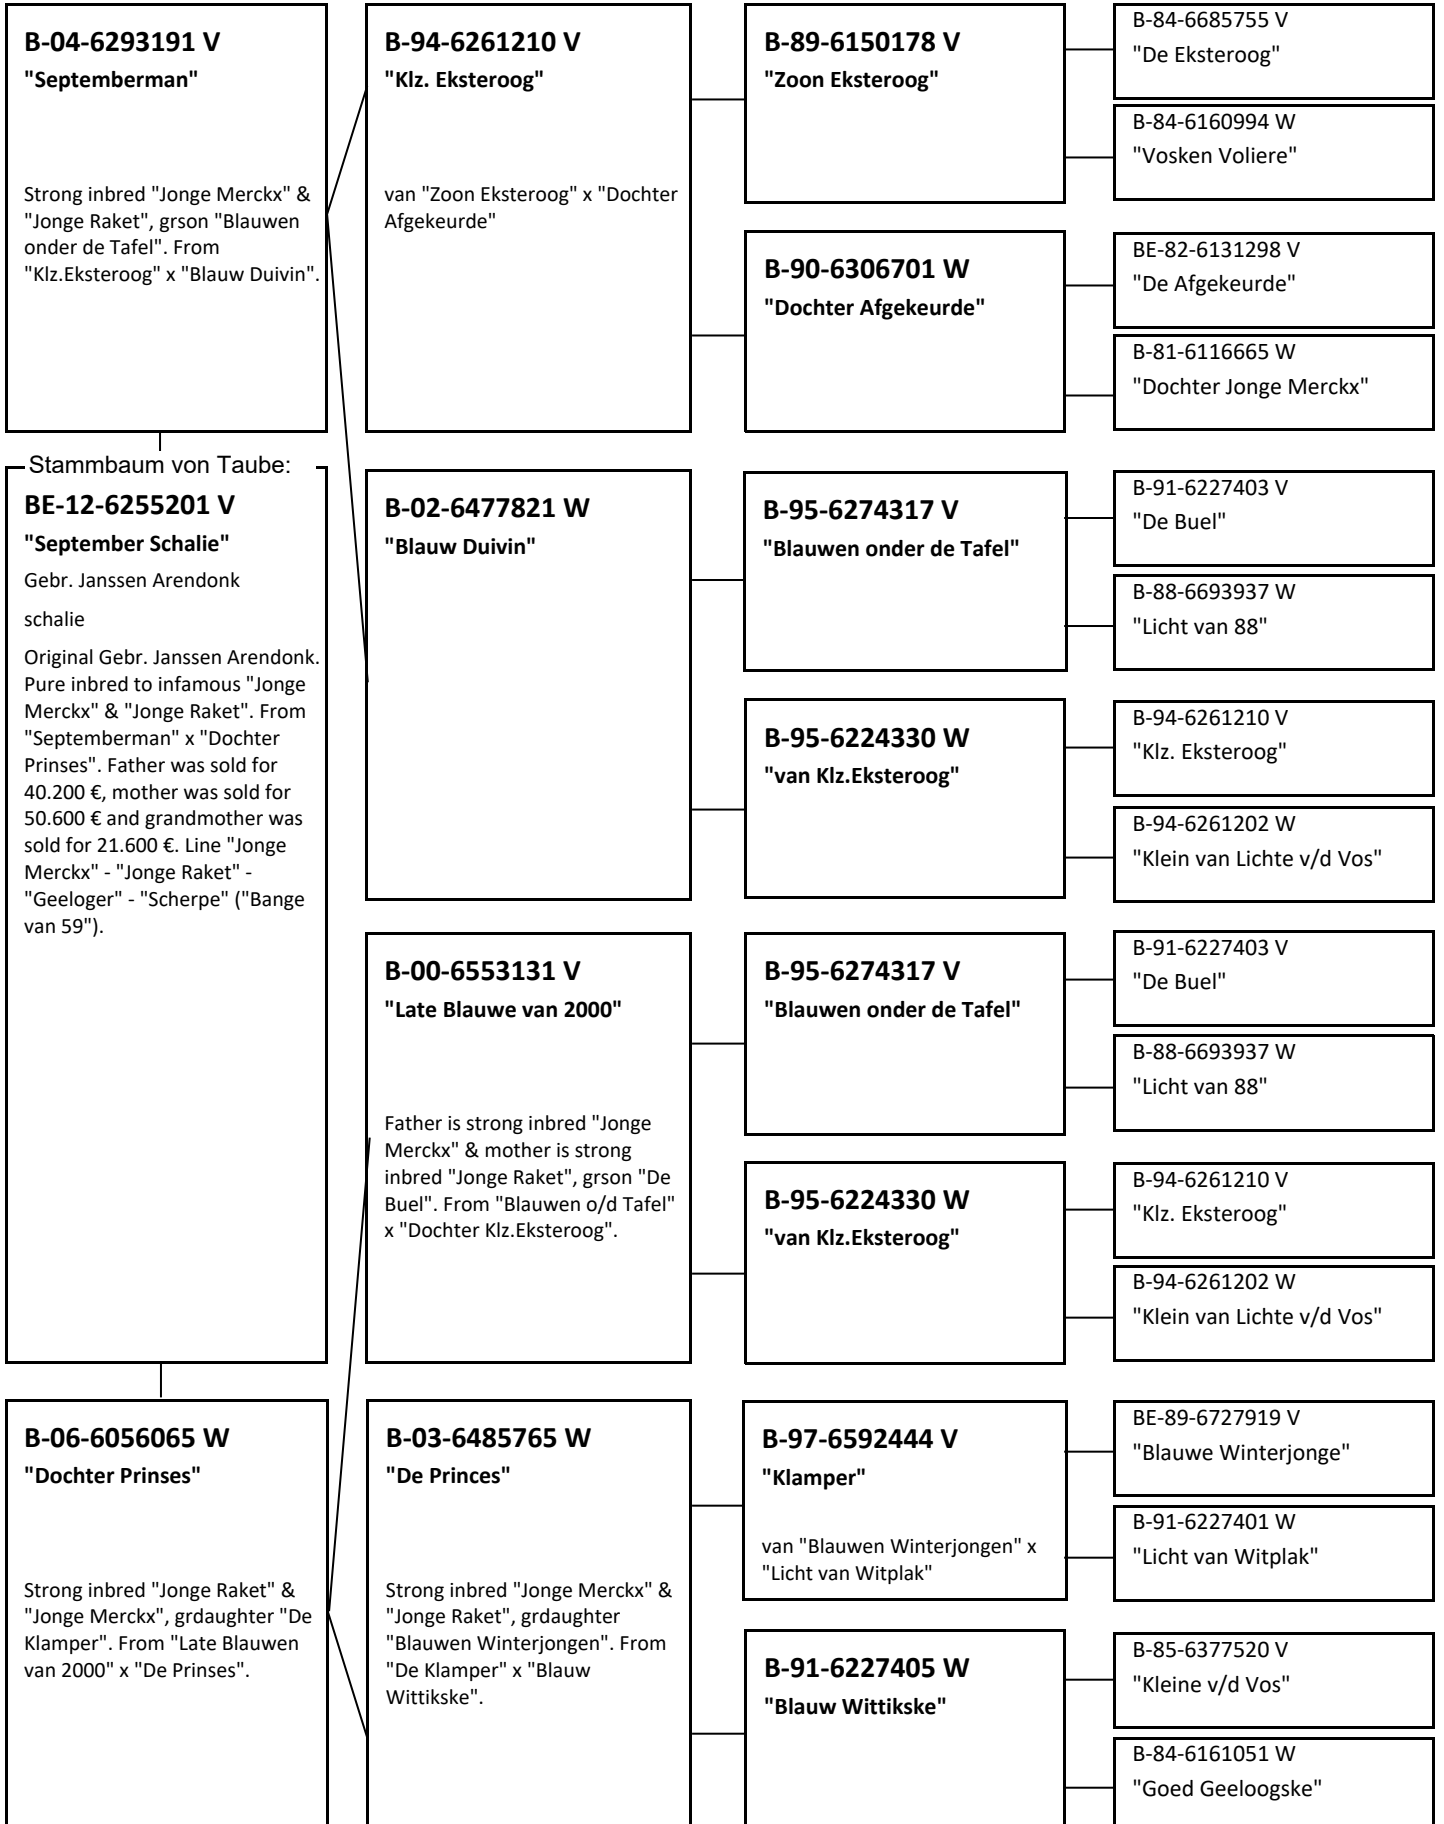 B-04-6293191 V
"Septemberman"
Strong inbred "Jonge Merckx" &
"Jonge Raket", grson "Blauwen
onder de Tafel". From
"Klz.Eksteroog" x "Blauw Duivin".
Stammbaum von Taube:
BE-12-6255201 V
"September Schalie"
Gebr. Janssen Arendonk
schalie
Original Gebr. Janssen Arendonk.
Pure inbred to infamous "Jonge
Merckx" & "Jonge Raket". From
"Septemberman" x "Dochter
Prinses". Father was sold for
40.200 €, mother was sold for
50.600 € and grandmother was
sold for 21.600 €. Line "Jonge
Merckx" - "Jonge Raket" -
"Geeloger" - "Scherpe" ("Bange
van 59").
B-06-6056065 W
"Dochter Prinses"
Strong inbred "Jonge Raket" &
"Jonge Merckx", grdaughter "De
Klamper". From "Late Blauwen
van 2000" x "De Prinses".
B-94-6261210 V
"Klz. Eksteroog"
van "Zoon Eksteroog" x "Dochter
Afgekeurde"
B-02-6477821 W
"Blauw Duivin"
B-00-6553131 V
"Late Blauwe van 2000"
Father is strong inbred "Jonge
Merckx" & mother is strong
inbred "Jonge Raket", grson "De
Buel". From "Blauwen o/d Tafel"
x "Dochter Klz.Eksteroog".
B-03-6485765 W
"De Princes"
Strong inbred "Jonge Merckx" &
"Jonge Raket", grdaughter
"Blauwen Winterjongen". From
"De Klamper" x "Blauw
Wittikske".
B-89-6150178 V
"Zoon Eksteroog"
B-90-6306701 W
"Dochter Afgekeurde"
B-95-6274317 V
"Blauwen onder de Tafel"
B-95-6224330 W
"van Klz.Eksteroog"
B-95-6274317 V
"Blauwen onder de Tafel"
B-95-6224330 W
"van Klz.Eksteroog"
B-97-6592444 V
"Klamper"
van "Blauwen Winterjongen" x
"Licht van Witplak"
B-91-6227405 W
"Blauw Wittikske"
B-84-6685755 V
"De Eksteroog"
B-84-6160994 W
"Vosken Voliere"
BE-82-6131298 V
"De Afgekeurde"
B-81-6116665 W
"Dochter Jonge Merckx"
B-91-6227403 V
"De Buel"
B-88-6693937 W
"Licht van 88"
B-94-6261210 V
"Klz. Eksteroog"
B-94-6261202 W
"Klein van Lichte v/d Vos"
B-91-6227403 V
"De Buel"
B-88-6693937 W
"Licht van 88"
B-94-6261210 V
"Klz. Eksteroog"
B-94-6261202 W
"Klein van Lichte v/d Vos"
BE-89-6727919 V
"Blauwe Winterjonge"
B-91-6227401 W
"Licht van Witplak"
B-85-6377520 V
"Kleine v/d Vos"
B-84-6161051 W
"Goed Geeloogske"